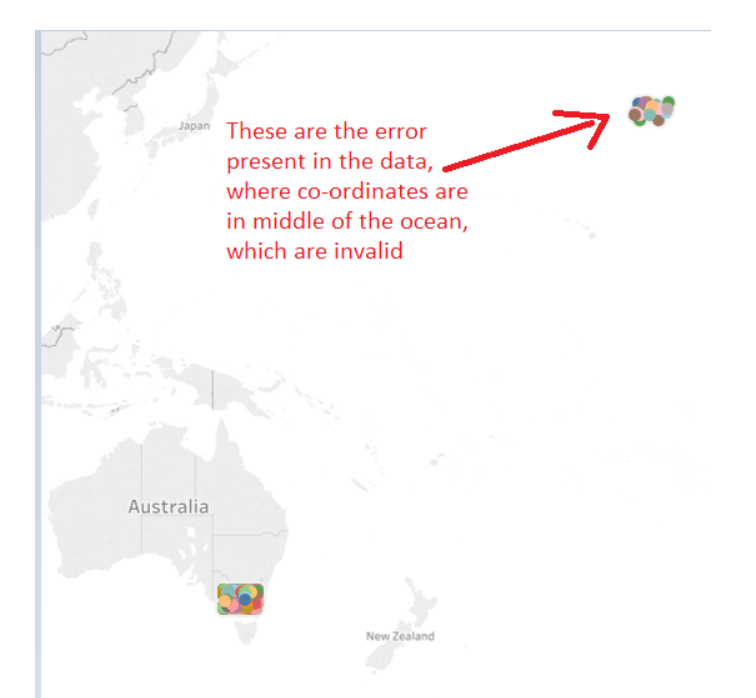 Japan
These are the error
present in the data,
where co-ordinates are
in middle of the ocean,
which are invalid
Australia
New Zealand